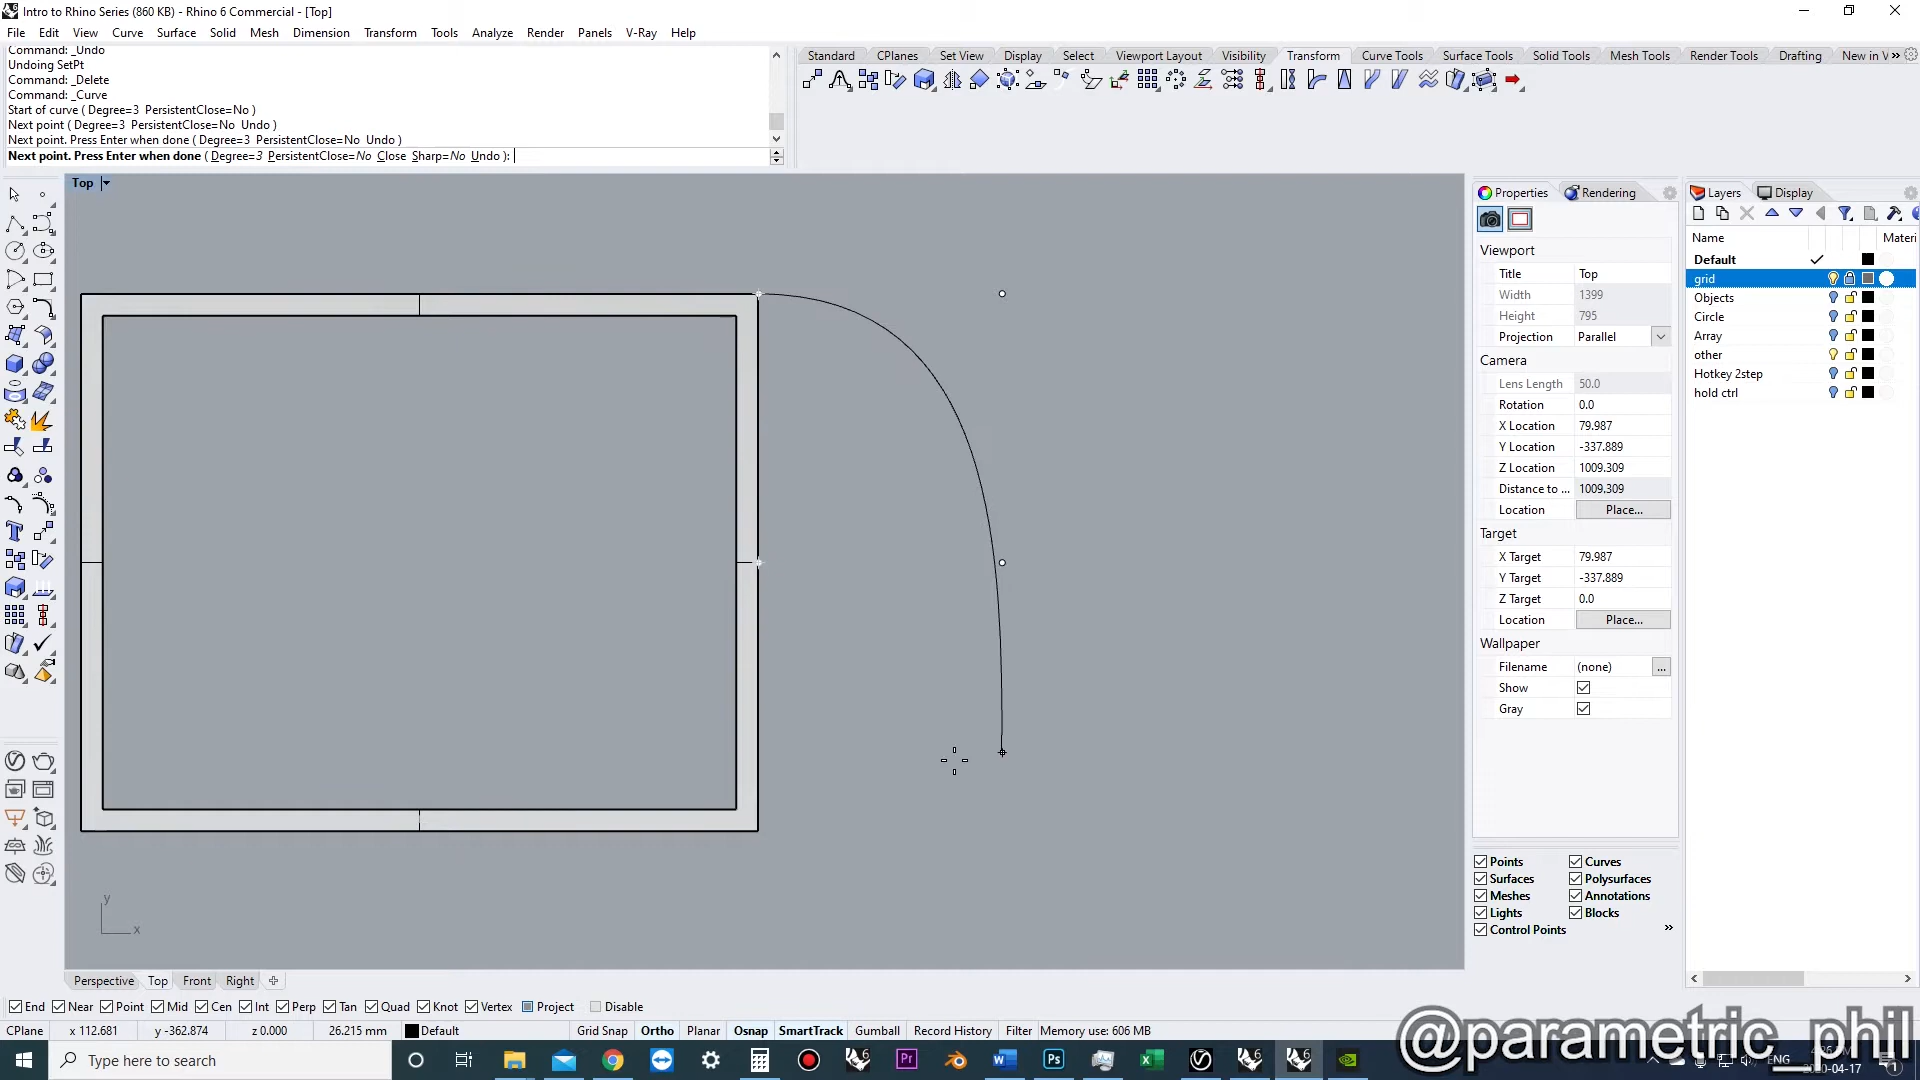 Intro to Rhino Series (860 KB) - Rhino 6 Commercial - [Top]
File Edit View Curve Surface Solid Mesh Dimension Transform Tools Analyze Render Panels V-Ray Help
Command: _Undo
Undoing SetPt
Command: _Delete
Command: _Curve
Start of curve ( Degree=3 PersistentClose=No )
Next point ( Degree=3 PersistentClose=No Undo )
Next point. Press Enter when done ( Degree=3 PersistentClose=No Undo )
Next point. Press Enter when done ( Degree=3 PersistentClose=No Close Sharp=No Undo ):
Standard CPlanes Set View Display Select Viewport Layout Visibility Transform Curve Tools Surface Tools Solid Tools Mesh Tools Render Tools Drafting New in V
Top
y
x
Properties Rendering
Viewport
Title Top
Width 1399
Height 795
Projection Parallel
Camera
Lens Length 50.0
Rotation 0.0
X Location 79.987
Y Location -337.889
Z Location 1009.309
Distance to ... 1009.309
Location Place...
Target
X Target 79.987
Y Target -337.889
Z Target 0.0
Location Place...
Wallpaper
Filename (none) ...
Show
Gray
Points Curves
Surfaces Polysurfaces
Meshes Annotations
Lights Blocks
Control Points
Layers Display
Name Materi
Default
grid
Objects
Circle
Array
other
Hotkey 2step
hold ctrl
Perspective Top Front Right
End Near Point Mid Cen Int Perp Tan Quad Knot Vertex Project Disable
CPlane x 112.681 y -362.874 z 0.000 26.215 mm Default Grid Snap Ortho Planar Osnap SmartTrack Gumball Record History Filter Memory use: 606 MB
@parametric_phil
Type here to search
ENG